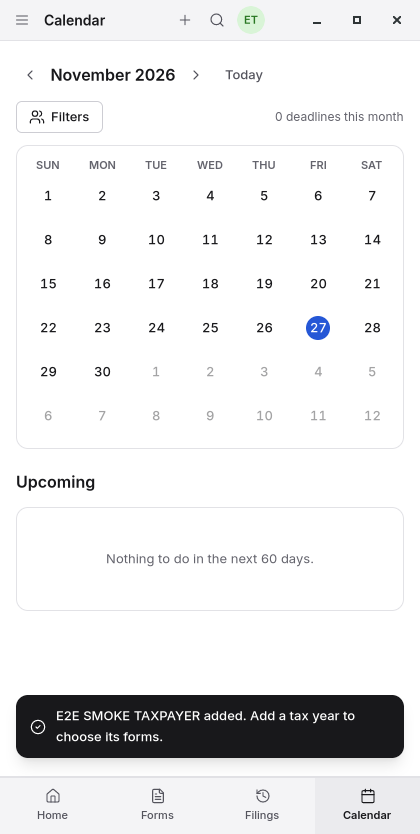 Calendar
ET
November 2026
Today
Filters
0 deadlines this month
SUN MON TUE WED THU FRI SAT
1 2 3 4 5 6 7
8 9 10 11 12 13 14
15 16 17 18 19 20 21
22 23 24 25 26 27 28
29 30 1 2 3 4 5
6 7 8 9 10 11 12
Upcoming
Nothing to do in the next 60 days.
E2E SMOKE TAXPAYER added. Add a tax year to
choose its forms.
Home Forms Filings Calendar